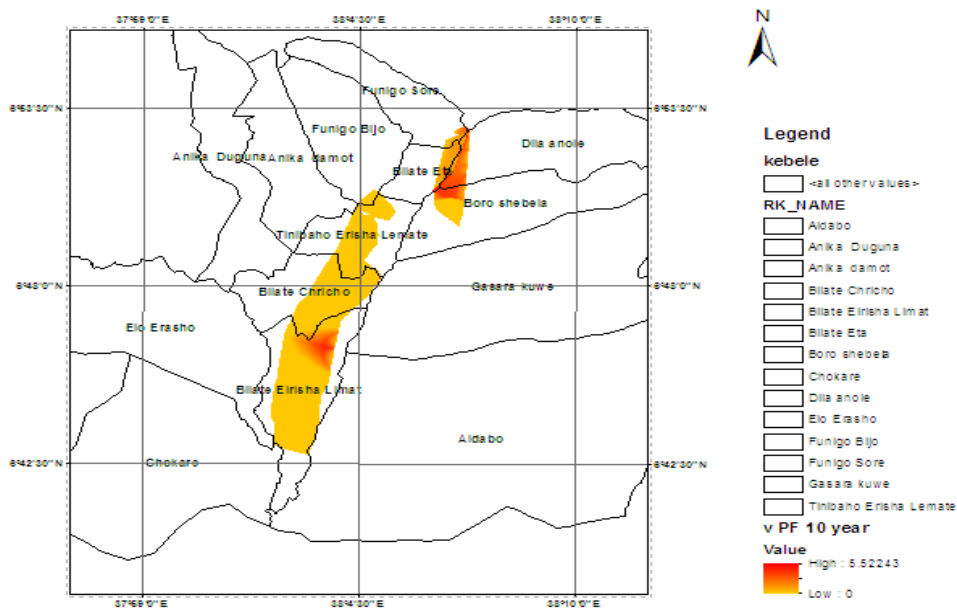 37°59'0"E 38°4'30"E 38°10'0"E
N
Funigo Sore
6°53'30"N 6°53'30"N
Funigo Bijo
Dila anole
Anika Duguna Anika damot
Bilate Eta
Boro shebela
Tinibaho Erisha Lemate
6°48'0"N 6°48'0"N
Bilate Chricho
Gasara kuwe
Elo Erasho
Bilate Eirisha Limat
Aldabo
6°42'30"N 6°42'30"N
Chokare
37°59'0"E 38°4'30"E 38°10'0"E
Legend
kebele
<all other values>
RK_NAME
Aldabo
Anika Duguna
Anika damot
Bilate Chricho
Bilate Eirisha Limat
Bilate Eta
Boro shebela
Chokare
Dila anole
Elo Erasho
Funigo Bijo
Funigo Sore
Gasara kuwe
Tinibaho Erisha Lemate
v PF 10 year
Value
High : 5.52243
Low : 0